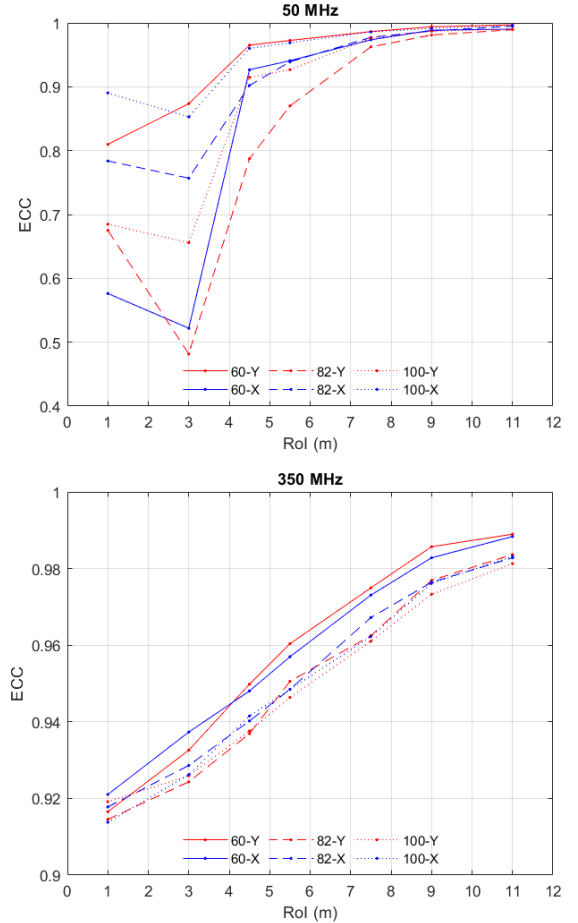 50 MHz
1
0.9
0.8
0.7
0.6
0.5
0.4
ECC
60-Y 82-Y 100-Y
60-X 82-X 100-X
0 1 2 3 4 5 6 7 8 9 10 11 12
RoI (m)
350 MHz
1
0.98
0.96
0.94
0.92
0.9
ECC
60-Y 82-Y 100-Y
60-X 82-X 100-X
0 1 2 3 4 5 6 7 8 9 10 11 12
RoI (m)